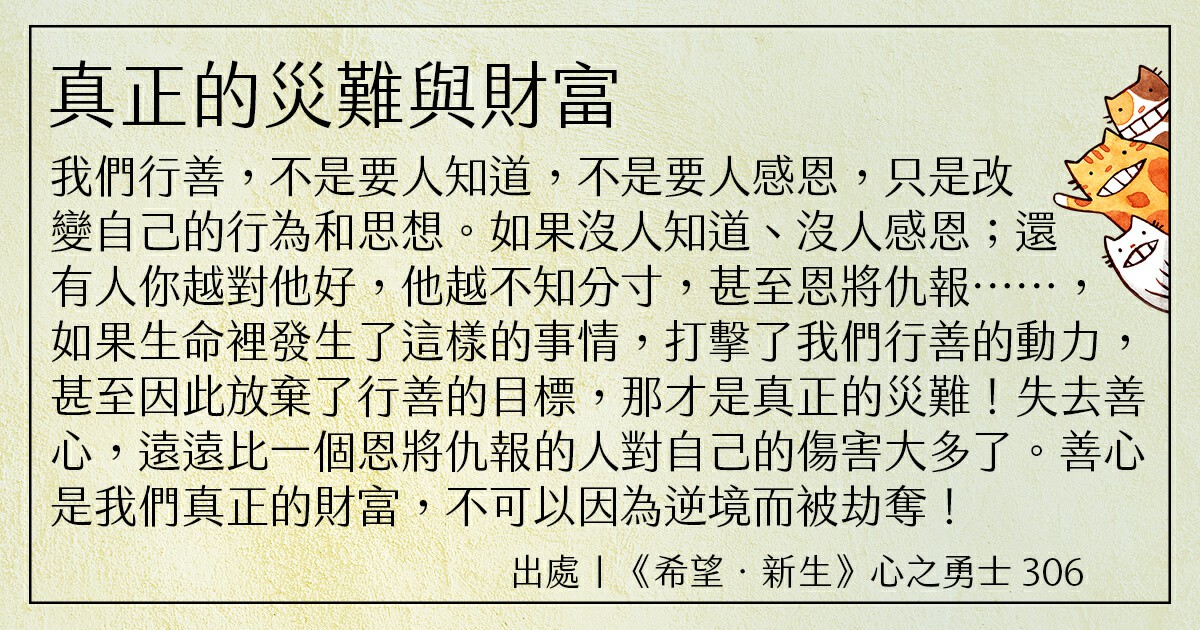 真正的災難與財富
我們行善，不是要人知道，不是要人感恩，只是改
變自己的行為和思想。如果沒人知道、沒人感恩；還
有人你越對他好，他越不知分寸，甚至恩將仇報……，
如果生命裡發生了這樣的事情，打擊了我們行善的動力，
甚至因此放棄了行善的目標，那才是真正的災難！失去善
心，遠遠比一個恩將仇報的人對自己的傷害大多了。善心
是我們真正的財富，不可以因為逆境而被劫奪！
出處｜《希望．新生》心之勇士 306